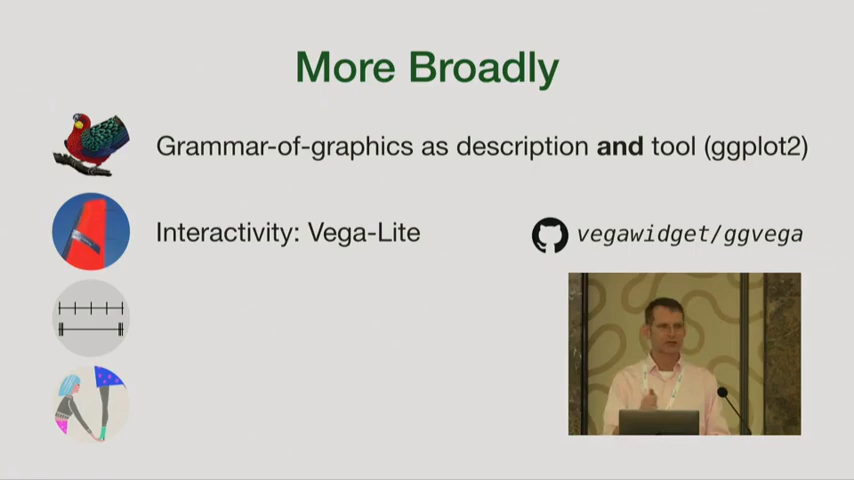 More Broadly
Grammar-of-graphics as description and tool (ggplot2)
Interactivity: Vega-Lite
vegawidget/ggvega